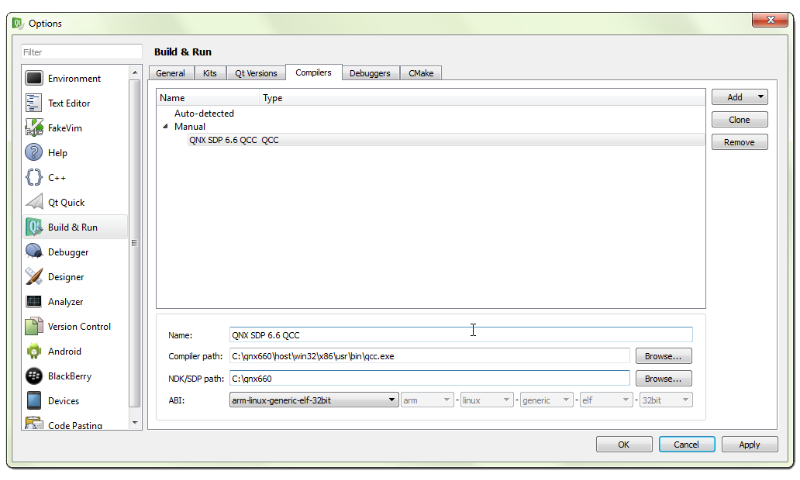 Options
Filter
Build & Run
Environment
Text Editor
FakeVim
Help
C++
Qt Quick
Build & Run
Debugger
Designer
Analyzer
Version Control
Android
BlackBerry
Devices
Code Pasting
General Kits Qt Versions Compilers Debuggers CMake
Name Type
Auto-detected
Manual
QNX SDP 6.6 QCC QCC
Add
Clone
Remove
Name: QNX SDP 6.6 QCC
Compiler path: C:\qnx660\host\win32\x86\usr\bin\qcc.exe Browse...
NDK/SDP path: C:\qnx660 Browse...
ABI: arm-linux-generic-elf-32bit arm - linux - generic - elf - 32bit
OK Cancel Apply